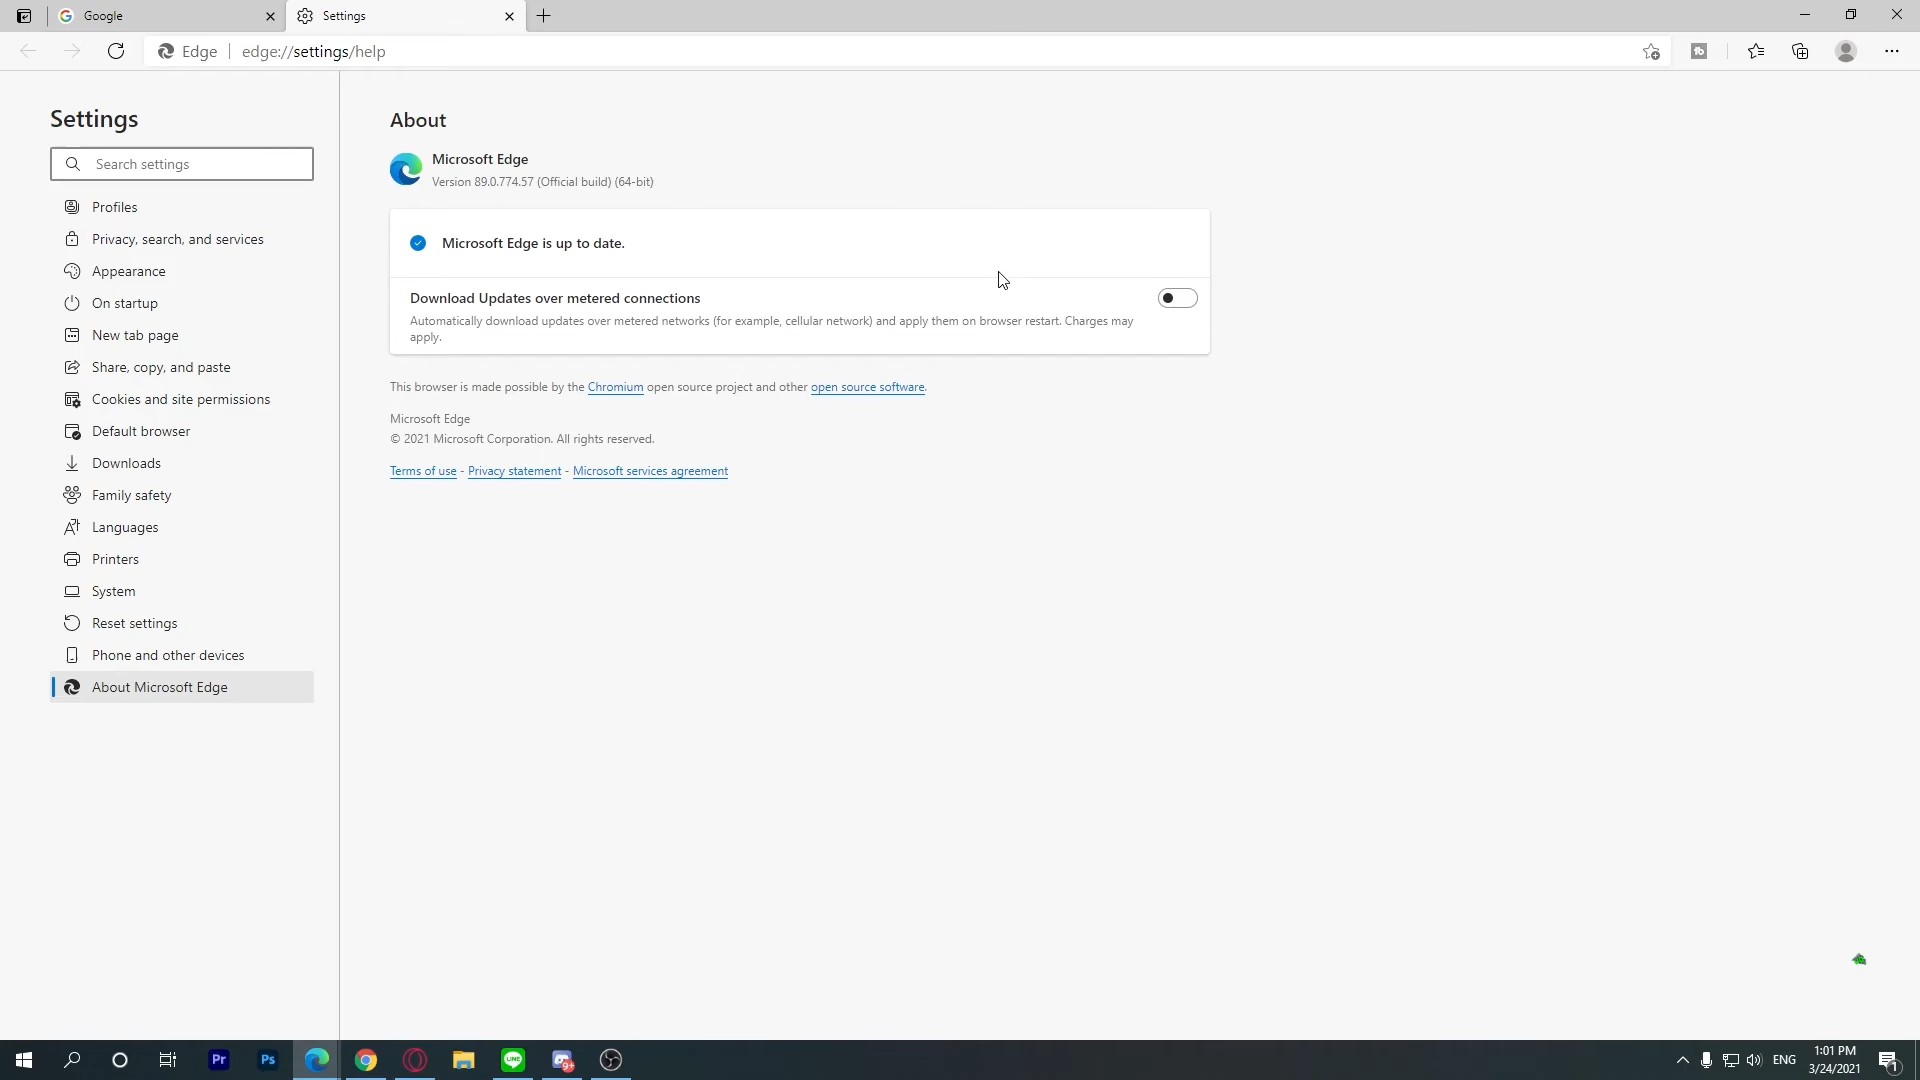 Google
Settings
Edge
edge://settings/help
Settings
Search settings
Profiles
Privacy, search, and services
Appearance
On startup
New tab page
Share, copy, and paste
Cookies and site permissions
Default browser
Downloads
Family safety
Languages
Printers
System
Reset settings
Phone and other devices
About Microsoft Edge
About
Microsoft Edge
Version 89.0.774.57 (Official build) (64-bit)
Microsoft Edge is up to date.
Download Updates over metered connections
Automatically download updates over metered networks (for example, cellular network) and apply them on browser restart. Charges may
apply.
This browser is made possible by the Chromium open source project and other open source software.
Microsoft Edge
© 2021 Microsoft Corporation. All rights reserved.
Terms of use - Privacy statement - Microsoft services agreement
Pr
Ps
LINE
9+
ENG
1:01 PM
3/24/2021
1